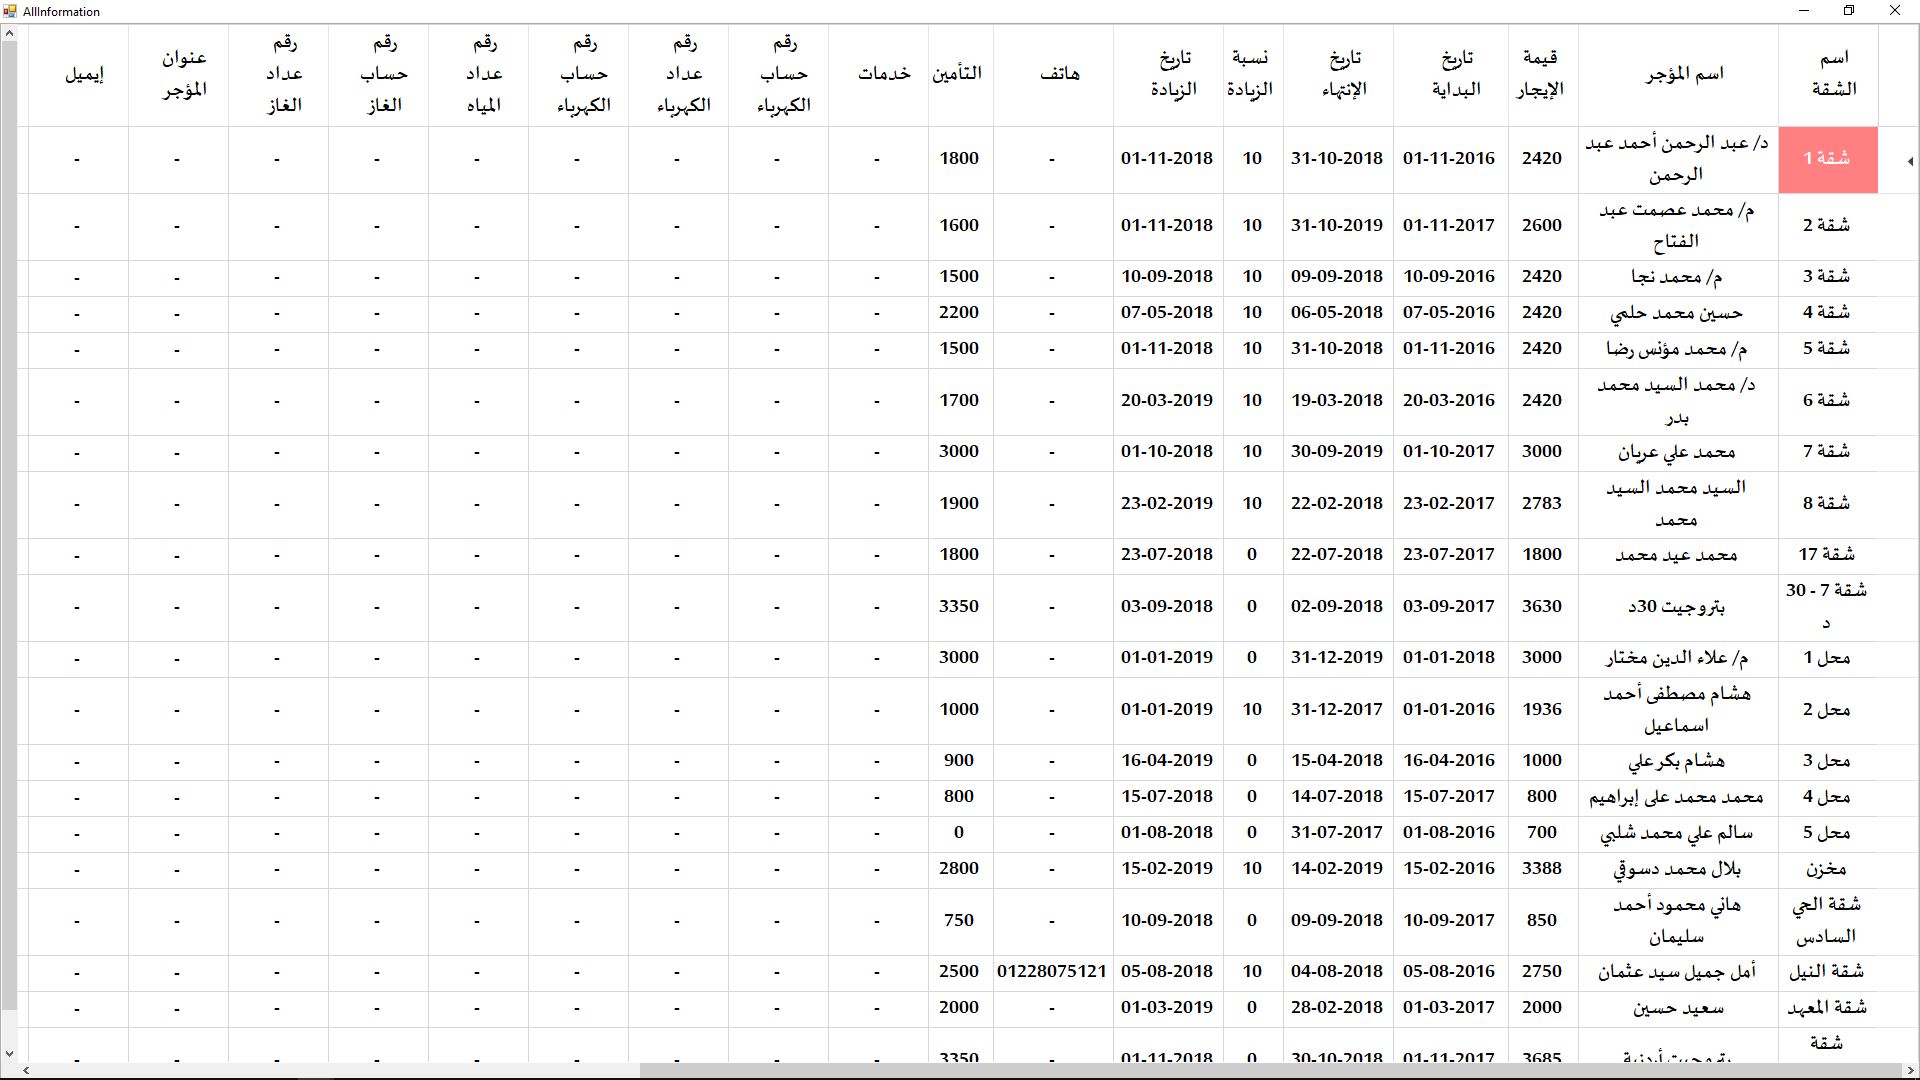 AllInformation
اسم الشقة	اسم المؤجر	قيمة الإيجار	تاريخ البداية	تاريخ الإنتهاء	نسبة الزيادة	تاريخ الزيادة	هاتف	التأمين	خدمات	رقم حساب الكهرباء	رقم عداد الكهرباء	رقم حساب الكهرباء	رقم عداد المياه	رقم حساب الغاز	رقم عداد الغاز	عنوان المؤجر	إيميل
شقة 1	د/ عبد الرحمن أحمد عبد الرحمن	2420	01-11-2016	31-10-2018	10	01-11-2018	-	1800	-	-	-	-	-	-	-	-	-
شقة 2	م/ محمد عصمت عبد الفتاح	2600	01-11-2017	31-10-2019	10	01-11-2018	-	1600	-	-	-	-	-	-	-	-	-
شقة 3	م/ محمد نجا	2420	10-09-2016	09-09-2018	10	10-09-2018	-	1500	-	-	-	-	-	-	-	-	-
شقة 4	حسين محمد حلمي	2420	07-05-2016	06-05-2018	10	07-05-2018	-	2200	-	-	-	-	-	-	-	-	-
شقة 5	م/ محمد مؤنس رضا	2420	01-11-2016	31-10-2018	10	01-11-2018	-	1500	-	-	-	-	-	-	-	-	-
شقة 6	د/ محمد السيد محمد بدر	2420	20-03-2016	19-03-2018	10	20-03-2019	-	1700	-	-	-	-	-	-	-	-	-
شقة 7	محمد علي عريان	3000	01-10-2017	30-09-2019	10	01-10-2018	-	3000	-	-	-	-	-	-	-	-	-
شقة 8	السيد محمد السيد محمد	2783	23-02-2017	22-02-2018	10	23-02-2019	-	1900	-	-	-	-	-	-	-	-	-
شقة 17	محمد عيد محمد	1800	23-07-2017	22-07-2018	0	23-07-2018	-	1800	-	-	-	-	-	-	-	-	-
شقة 7 - 30 د	بتروجيت 30د	3630	03-09-2017	02-09-2018	0	03-09-2018	-	3350	-	-	-	-	-	-	-	-	-
محل 1	م/ علاء الدين مختار	3000	01-01-2018	31-12-2019	0	01-01-2019	-	3000	-	-	-	-	-	-	-	-	-
محل 2	هشام مصطفى أحمد اسماعيل	1936	01-01-2016	31-12-2017	10	01-01-2019	-	1000	-	-	-	-	-	-	-	-	-
محل 3	هشام بكر علي	1000	16-04-2016	15-04-2018	0	16-04-2019	-	900	-	-	-	-	-	-	-	-	-
محل 4	محمد محمد على إبراهيم	800	15-07-2017	14-07-2018	0	15-07-2018	-	800	-	-	-	-	-	-	-	-	-
محل 5	سالم علي محمد شلبي	700	01-08-2016	31-07-2017	0	01-08-2018	-	0	-	-	-	-	-	-	-	-	-
مخزن	بلال محمد دسوقي	3388	15-02-2016	14-02-2019	10	15-02-2019	-	2800	-	-	-	-	-	-	-	-	-
شقة الحي السادس	هاني محمود أحمد سليمان	850	10-09-2017	09-09-2018	0	10-09-2018	-	750	-	-	-	-	-	-	-	-	-
شقة النيل	أمل جميل سيد عثمان	2750	05-08-2016	04-08-2018	10	05-08-2018	01228075121	2500	-	-	-	-	-	-	-	-	-
شقة المعهد	سعيد حسين	2000	01-03-2017	28-02-2018	0	01-03-2019	-	2000	-	-	-	-	-	-	-	-	-
شقة	3685	01-11-2017	30-10-2018	0	01-11-2018	-	3350	-	-	-	-	-	-	-	-	-